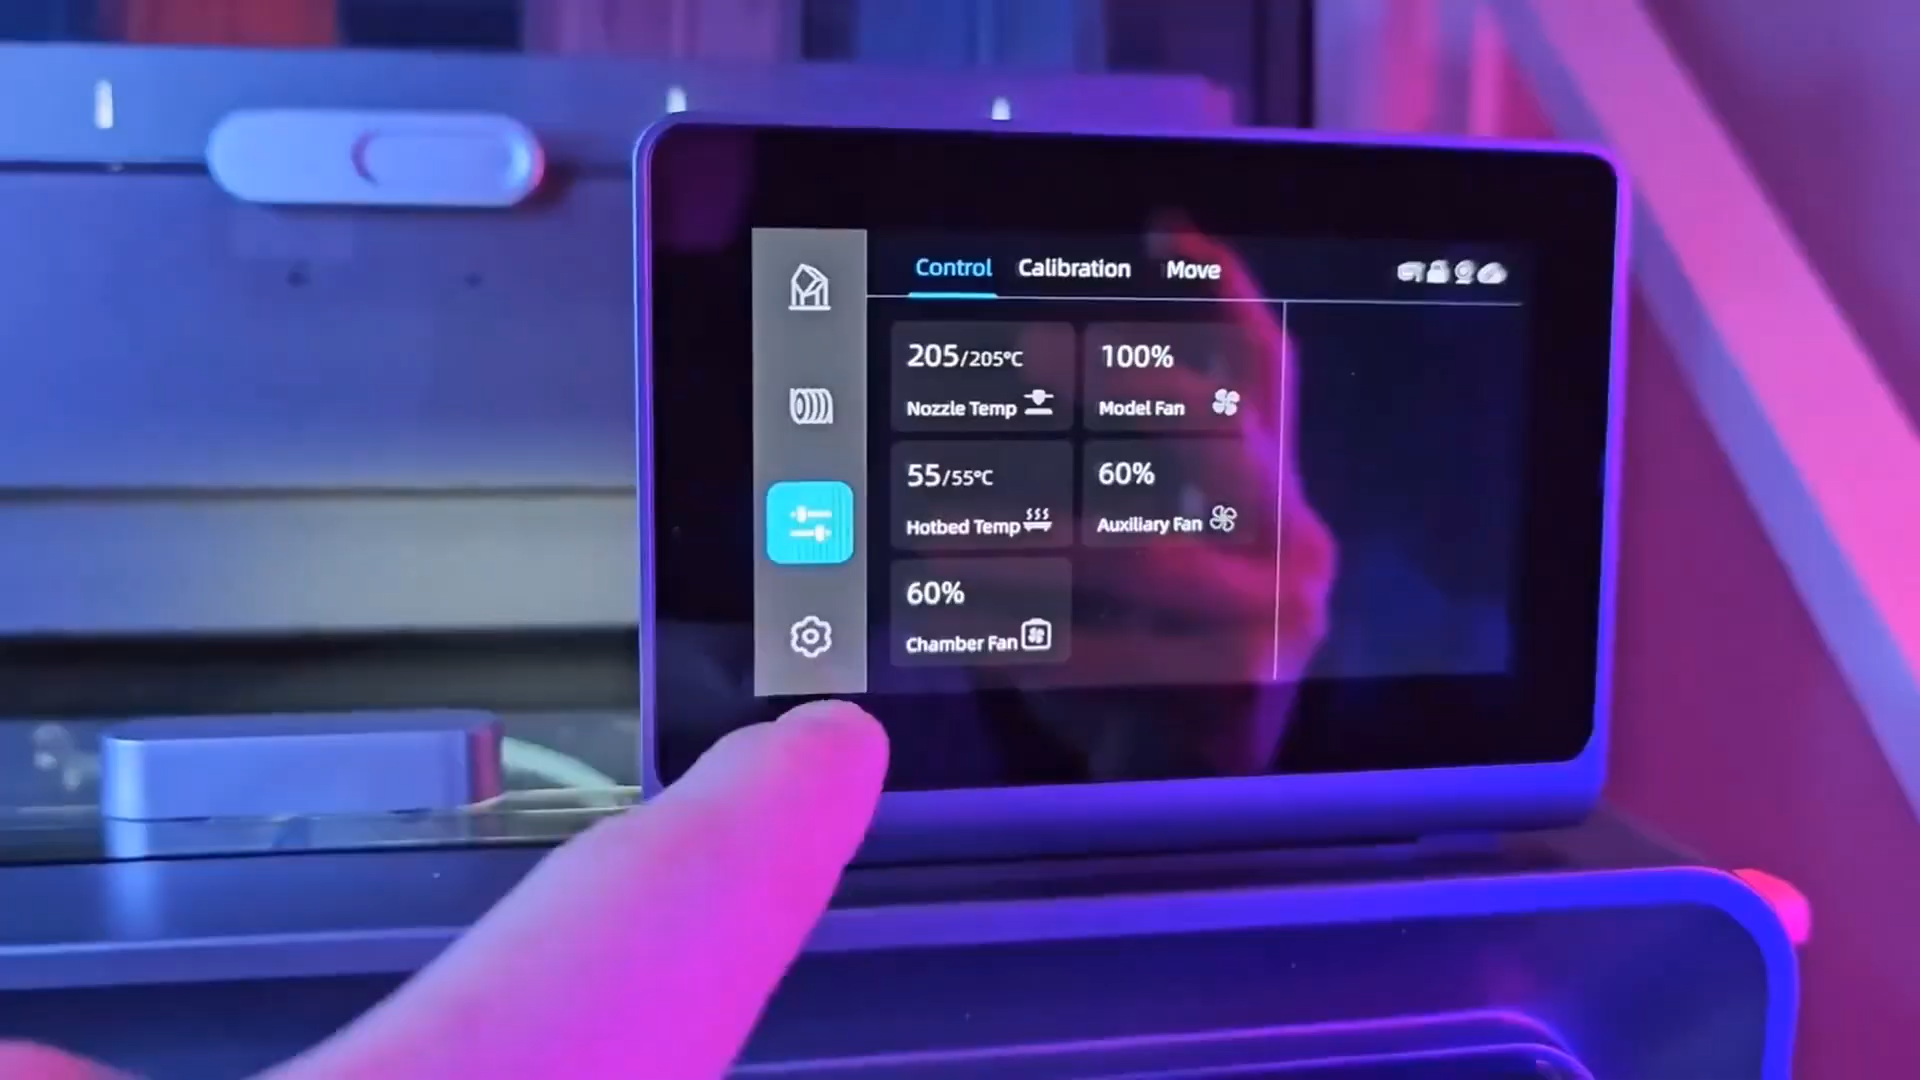 Control Calibration Move
205/205°C
Nozzle Temp
100%
Model Fan
55/55°C
Hotbed Temp
60%
Auxiliary Fan
60%
Chamber Fan